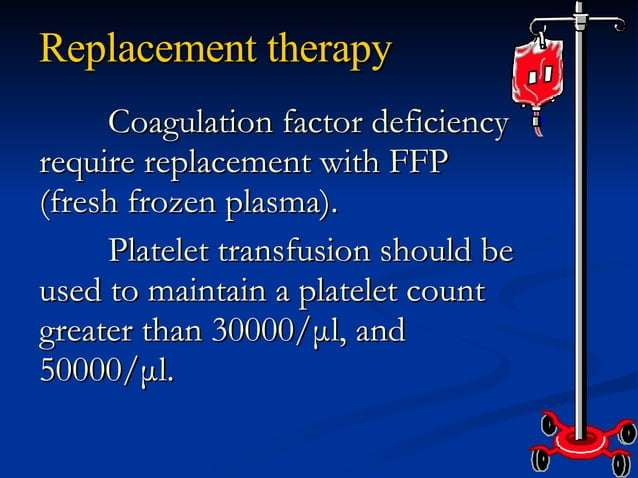 Replacement therapy
Coagulation factor deficiency
require replacement with FFP
(fresh frozen plasma).
Platelet transfusion should be
used to maintain a platelet count
greater than 30000/µl, and
50000/µl.